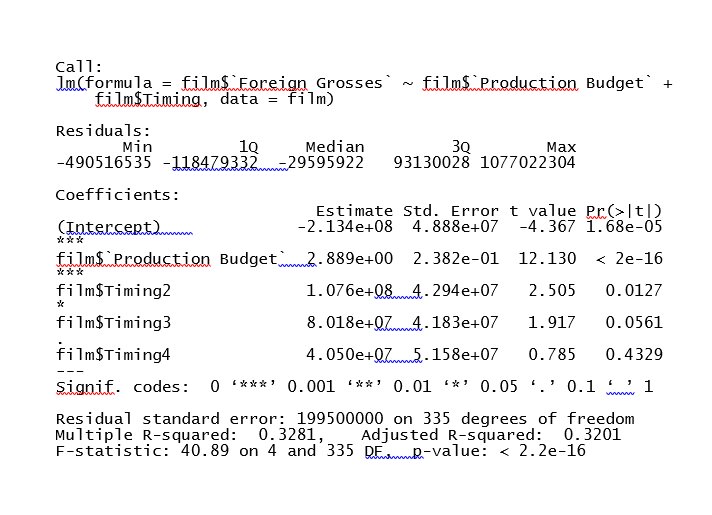 Call:
lm(formula = film$`Foreign Grosses` ~ film$`Production Budget` +
    film$Timing, data = film)
Residuals:
       Min         1Q     Median         3Q        Max
-490516535 -118479332  -29595922   93130028 1077022304
Coefficients:
                          Estimate Std. Error t value Pr(>|t|)
(Intercept)             -2.134e+08  4.888e+07  -4.367 1.68e-05
***
film$`Production Budget`  2.889e+00  2.382e-01  12.130  < 2e-16
***
film$Timing2             1.076e+08  4.294e+07   2.505   0.0127
*
film$Timing3             8.018e+07  4.183e+07   1.917   0.0561
.
film$Timing4             4.050e+07  5.158e+07   0.785   0.4329
---
Signif. codes:  0 ‘***’ 0.001 ‘**’ 0.01 ‘*’ 0.05 ‘.’ 0.1 ‘ ’ 1
Residual standard error: 199500000 on 335 degrees of freedom
Multiple R-squared:  0.3281,    Adjusted R-squared:  0.3201
F-statistic: 40.89 on 4 and 335 DF,  p-value: < 2.2e-16